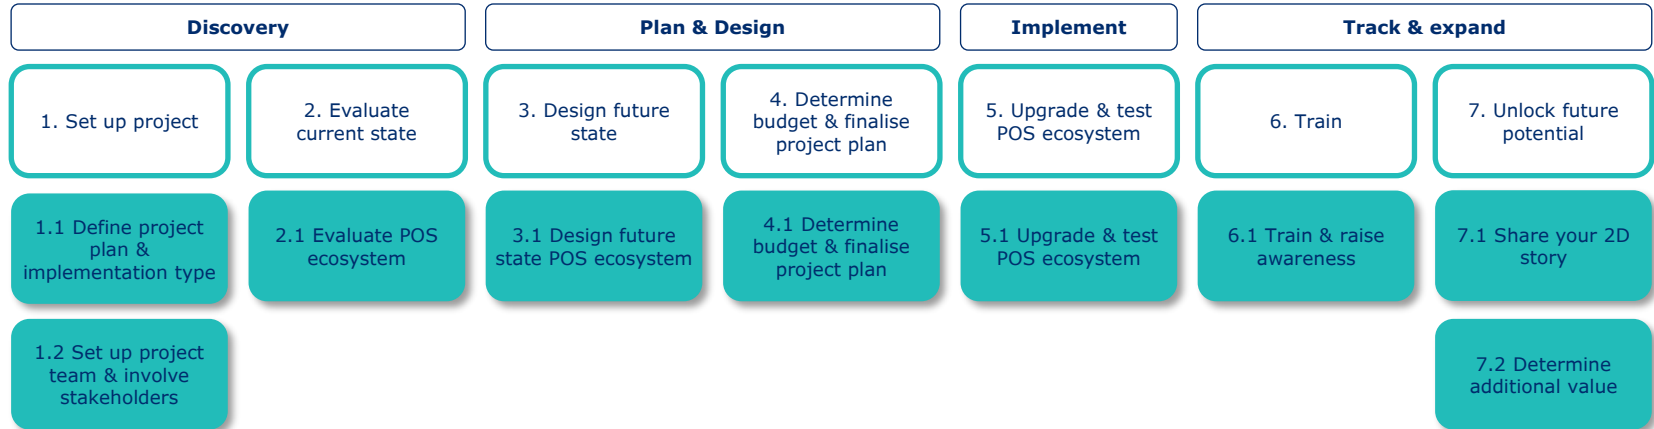 Discovery
Plan & Design
Implement
Track & expand
1. Set up project
2. Evaluate
current state
3. Design future
state
4. Determine
budget & finalise
project plan
5. Upgrade & test
POS ecosystem
6. Train
7. Unlock future
potential
1.1 Define project
plan &
implementation type
2.1 Evaluate POS
ecosystem
3.1 Design future
state POS ecosystem
4.1 Determine
budget & finalise
project plan
5.1 Upgrade & test
POS ecosystem
6.1 Train & raise
awareness
7.1 Share your 2D
story
1.2 Set up project
team & involve
stakeholders
7.2 Determine
additional value